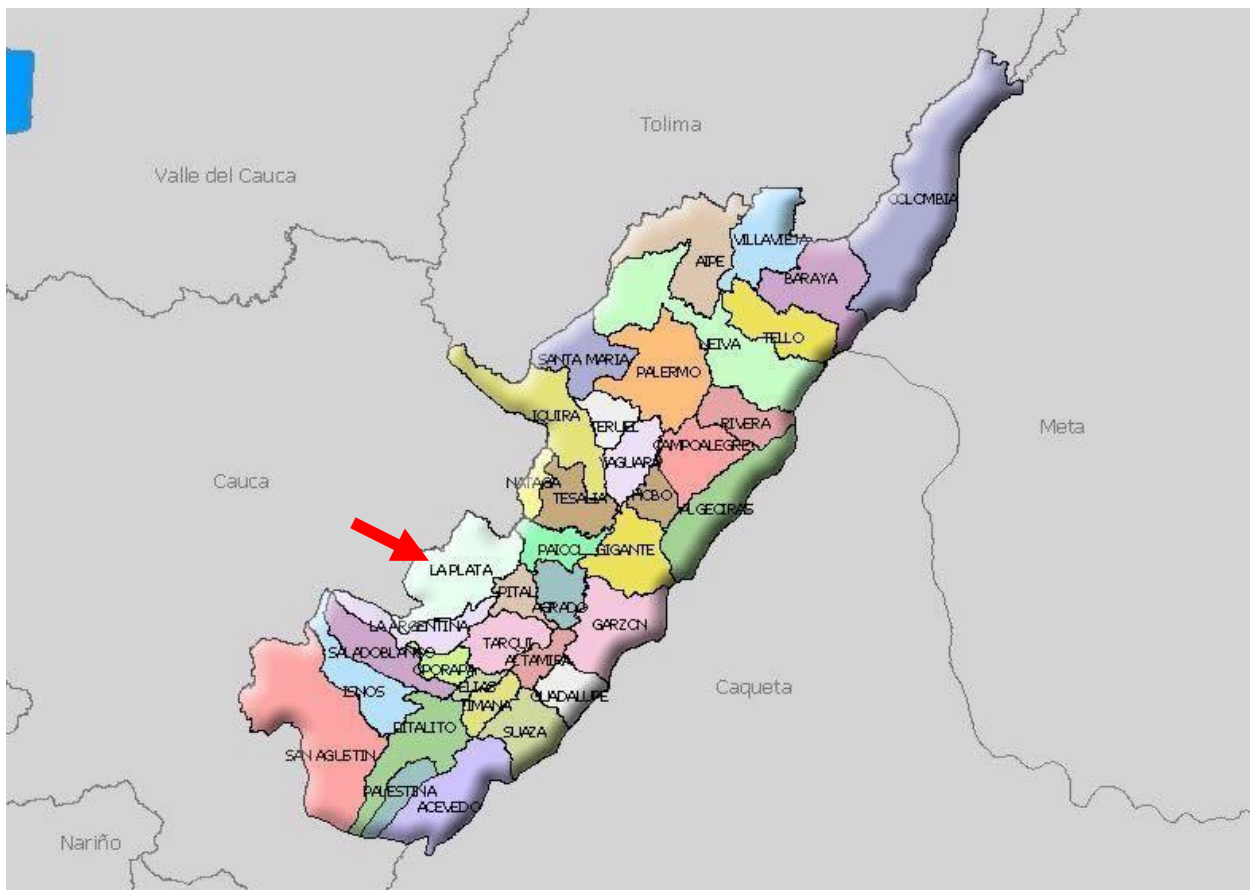 Tolima
Valle del Cauca
COLOMBIA
VILLAVIEJA
AIPE
BARAYA
NEIVA
TELLO
SANTA MARIA
PALERMO
IQUIRA
TERUEL
RIVERA
Meta
CAMPOALEGRE
YAGUARA
Cauca
NATAGA
TESALIA
HOBO
ALGECIRAS
PAICOL
GIGANTE
LA PLATA
PITAL
AGRADO
GARZON
LA ARGENTINA
TARQUI
SALADOBLANCO
ALTAMIRA
OPORAPA
ELIAS
Caqueta
ISNOS
GUADALUPE
TIMANA
PITALITO
SUAZA
SAN AGUSTIN
PALESTINA
ACEVEDO
Nariño